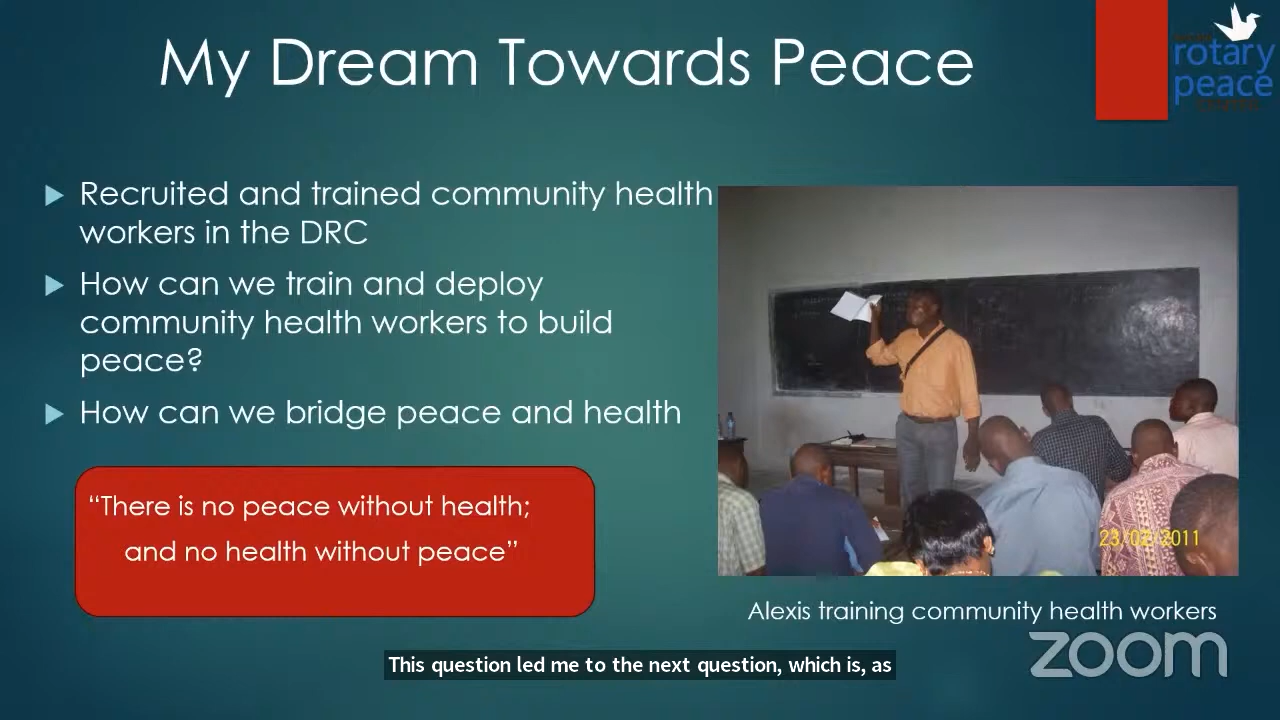 My Dream Towards Peace
rotary
peace
Recruited and trained community health
workers in the DRC
How can we train and deploy
community health workers to build
peace?
How can we bridge peace and health
“There is no peace without health;
and no health without peace”
23/02/2011
Alexis training community health workers
zoom
This question led me to the next question, which is, as